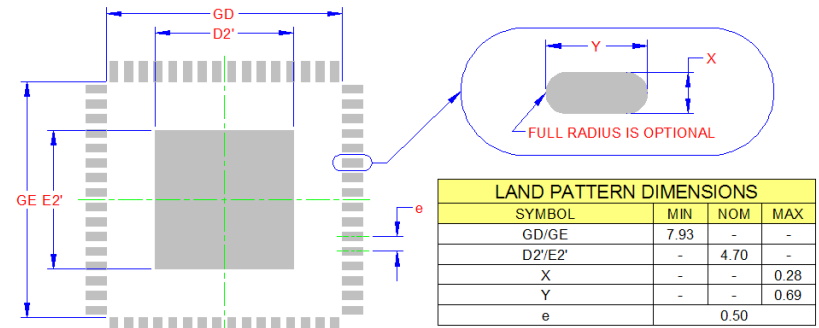 GD
D2'
Y
X
FULL RADIUS IS OPTIONAL
GE E2'
e
LAND PATTERN DIMENSIONS
SYMBOL MIN NOM MAX
GD/GE 7.93 - -
D2'/E2' - 4.70 -
X - - 0.28
Y - - 0.69
e 0.50